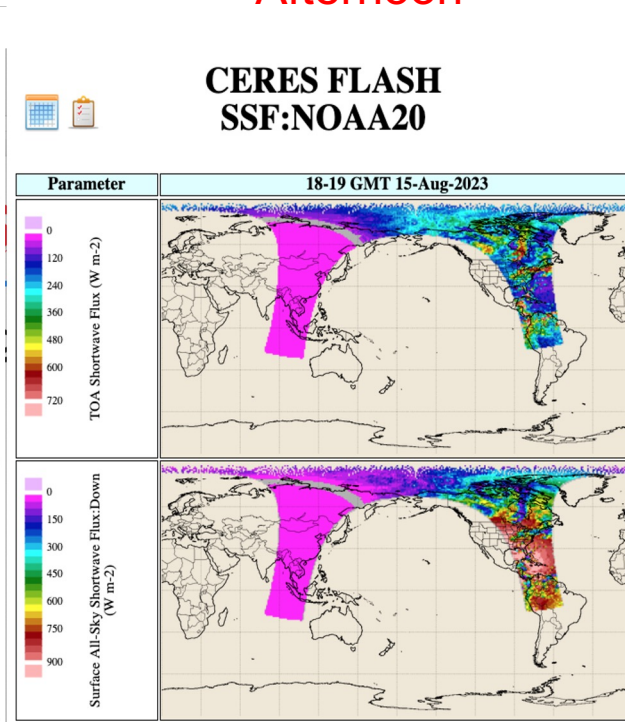 Afternoon
CERES FLASH
SSF:NOAA20
Parameter
18-19 GMT 15-Aug-2023
0
120
240
360
480
600
720
TOA Shortwave Flux (W m-2)
0
150
300
450
600
750
900
Surface All-Sky Shortwave Flux:Down
(W m-2)